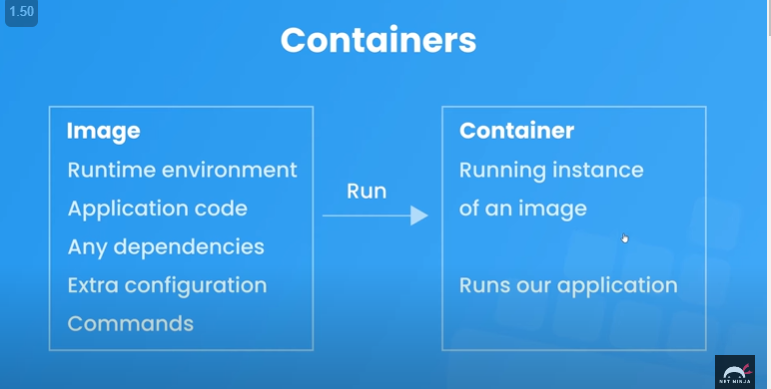 1.50
Containers
Image
Runtime environment
Application code
Any dependencies
Extra configuration
Commands
Run
Container
Running instance
of an image
Runs our application
NET NINJA